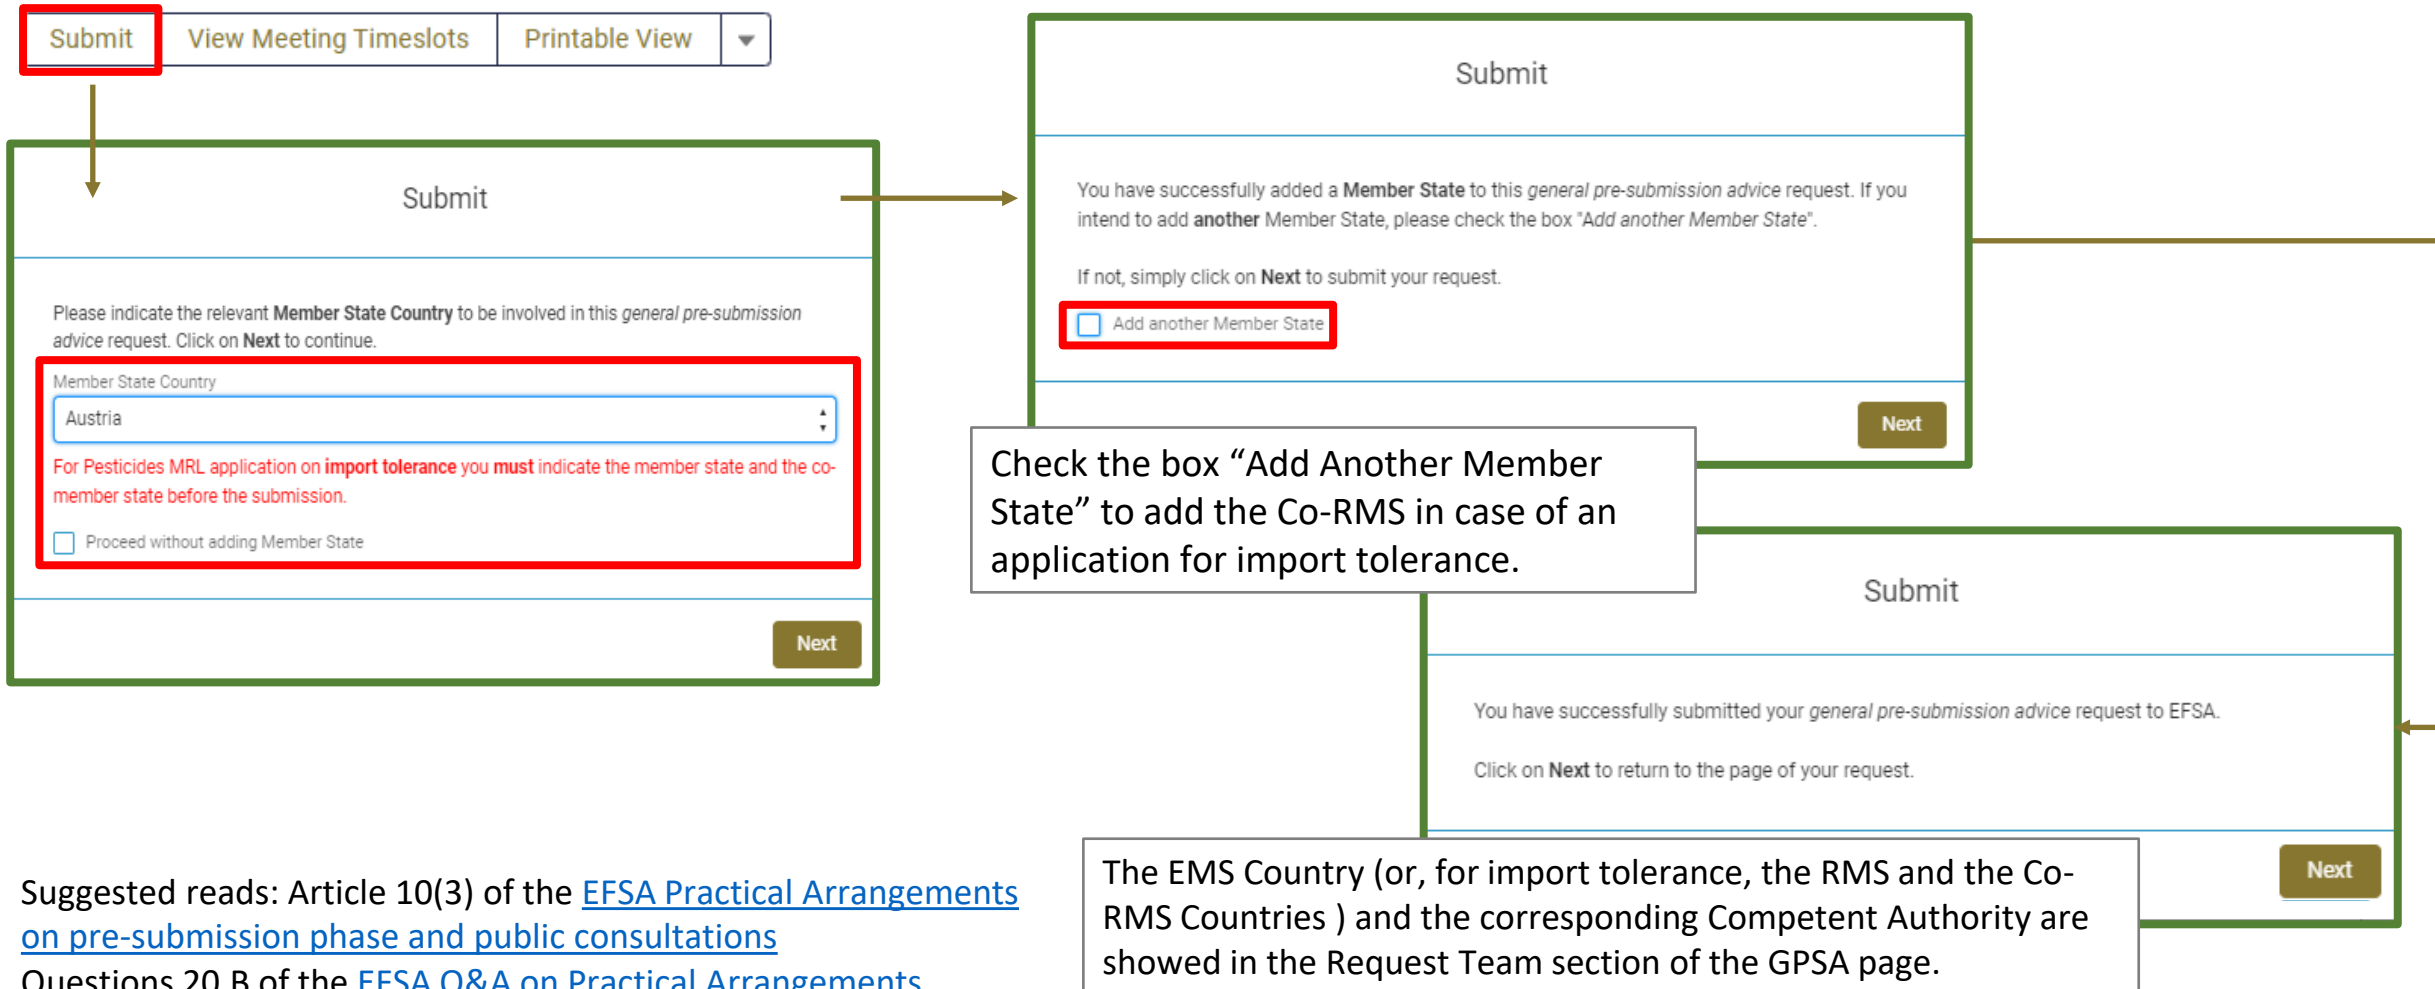 Submit
View Meeting Timeslots
Printable View
Submit
Please indicate the relevant Member State Country to be involved in this general pre-submission
advice request. Click on Next to continue.
Member State Country
Austria
For Pesticides MRL application on import tolerance you must indicate the member state and the co-
member state before the submission.
Proceed without adding Member State
Next
Submit
You have successfully added a Member State to this general pre-submission advice request. If you
intend to add another Member State, please check the box "Add another Member State".
If not, simply click on Next to submit your request.
Add another Member State
Next
Check the box “Add Another Member
State” to add the Co-RMS in case of an
application for import tolerance.
Submit
You have successfully submitted your general pre-submission advice request to EFSA.
Click on Next to return to the page of your request.
Next
The EMS Country (or, for import tolerance, the RMS and the Co-
RMS Countries ) and the corresponding Competent Authority are
showed in the Request Team section of the GPSA page.
Suggested reads: Article 10(3) of the EFSA Practical Arrangements
on pre-submission phase and public consultations
Questions 20 B of the EFSA Q&A on Practical Arrangements